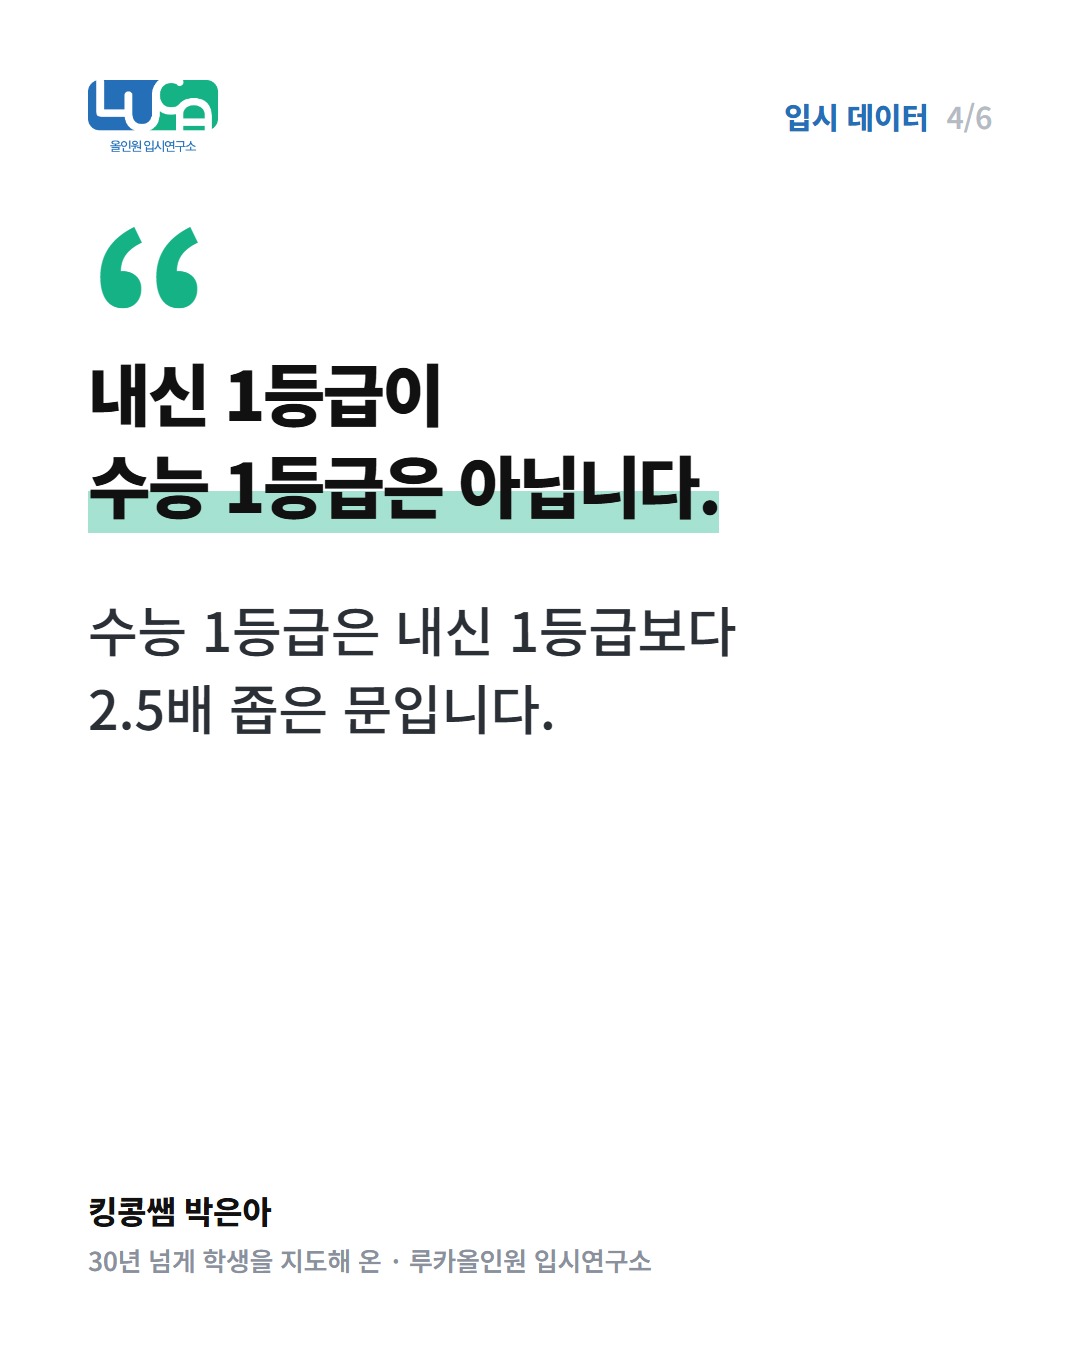 LUCA
올인원 입시연구소
입시 데이터 4/6
“
내신 1등급이
수능 1등급은 아닙니다.
수능 1등급은 내신 1등급보다
2.5배 좁은 문입니다.
킹콩쌤 박은아
30년 넘게 학생을 지도해 온 · 루카올인원 입시연구소